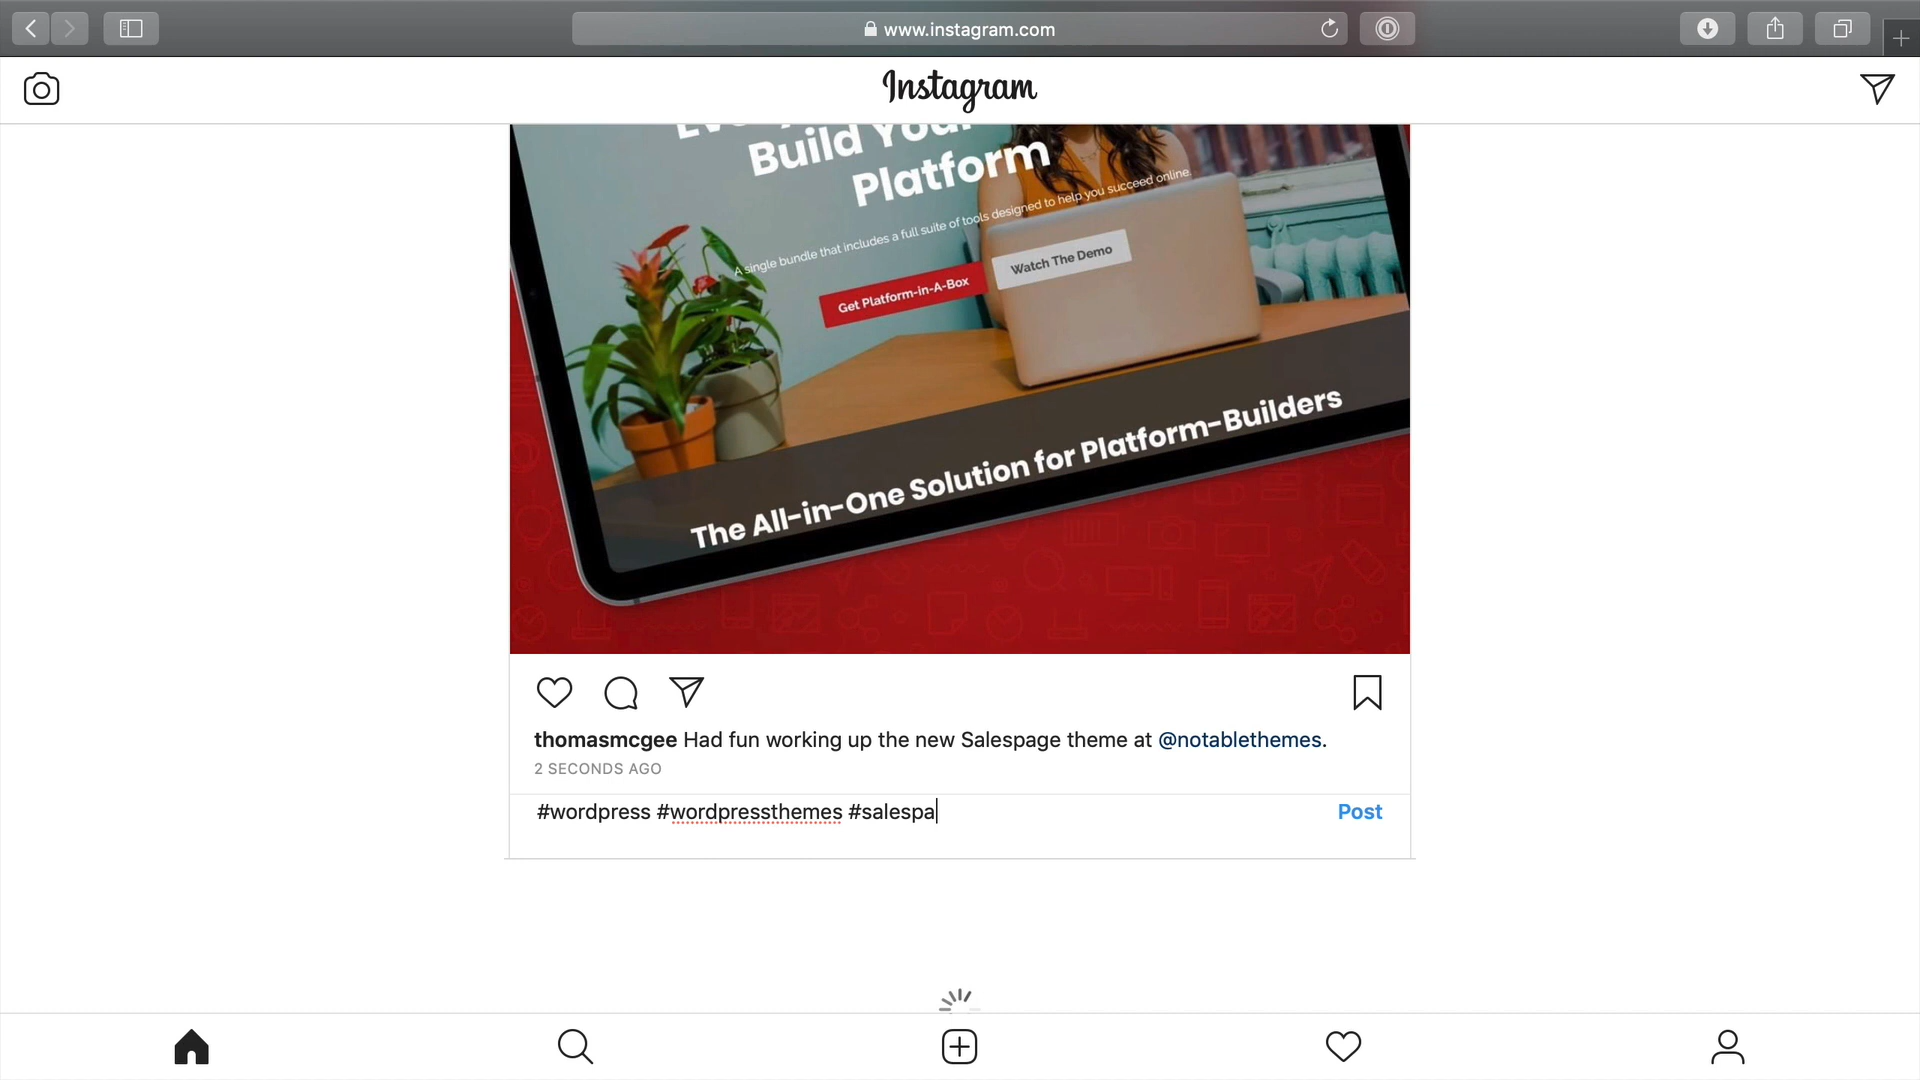 www.instagram.com
Instagram
Build Your
Platform
A single bundle that includes a full suite of tools designed to help you succeed online.
Get Platform-in-A-Box
Watch The Demo
The All-in-One Solution for Platform-Builders
thomasmcgee Had fun working up the new Salespage theme at @notablethemes.
2 SECONDS AGO
#wordpress #wordpressthemes #salespa
Post